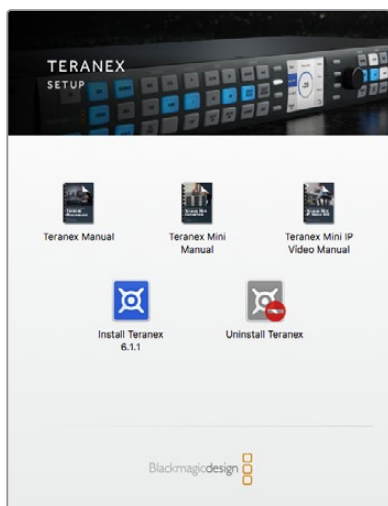 TERANEX
SETUP
Teranex Manual
Teranex Mini
Manual
Teranex Mini IP
Video Manual
Install Teranex
6.1.1
Uninstall Teranex
Blackmagicdesign